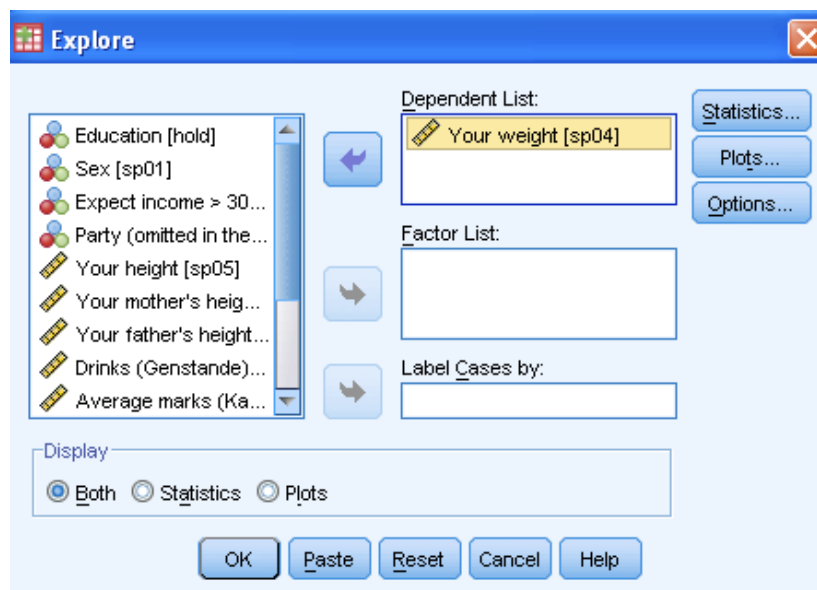 Explore
Education [hold]
Sex [sp01]
Expect income > 30...
Party (omitted in the...
Your height [sp05]
Your mother's heig...
Your father's height...
Drinks (Genstande)...
Average marks (Ka...
Dependent List:
Your weight [sp04]
Factor List:
Label Cases by:
Statistics...
Plots...
Options...
Display
Both
Statistics
Plots
OK
Paste
Reset
Cancel
Help